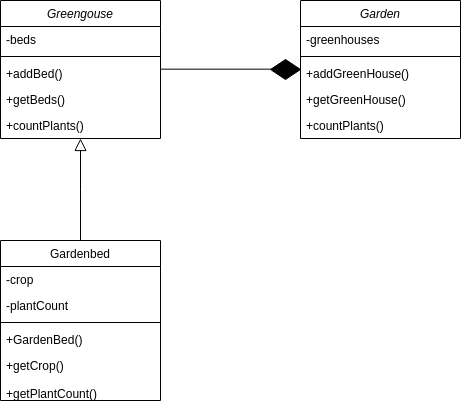 Greengouse
-beds
+addBed()
+getBeds()
+countPlants()
Garden
-greenhouses
+addGreenHouse()
+getGreenHouse()
+countPlants()
Gardenbed
-crop
-plantCount
+GardenBed()
+getCrop()
+getPlantCount()